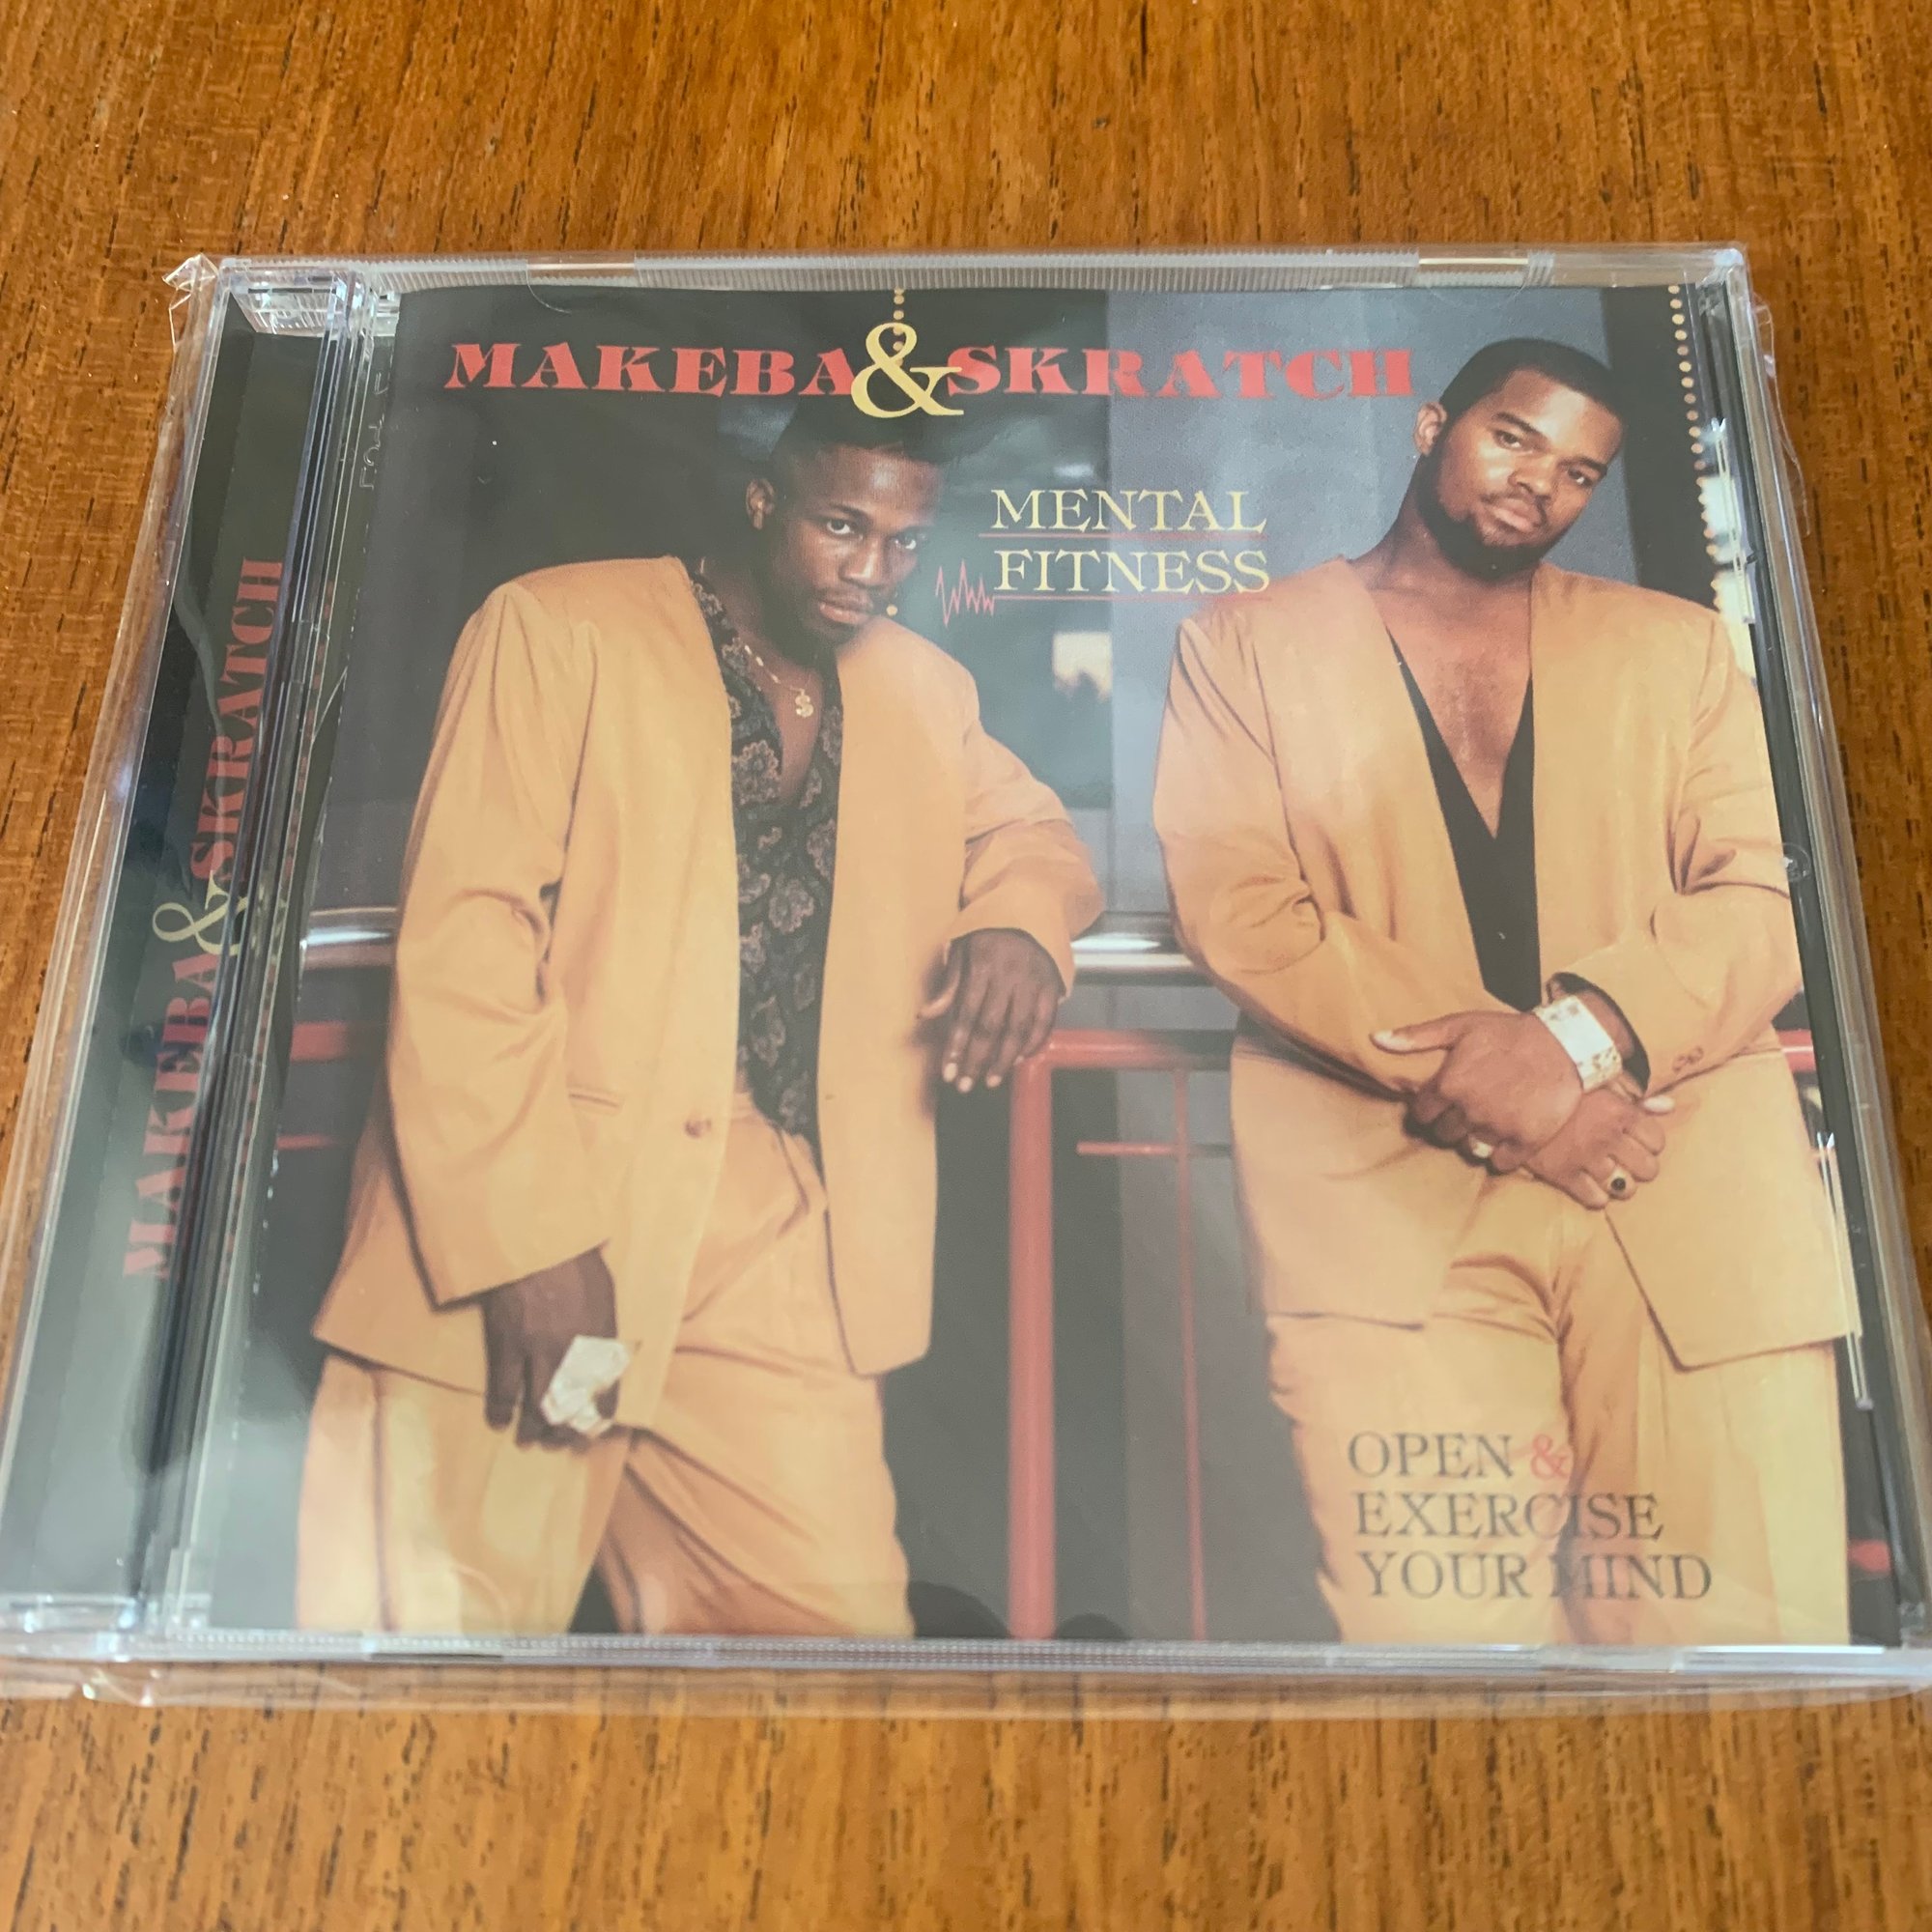 MAKEBA & SKRATCH
MENTAL
FITNESS
OPEN &
EXERCISE
YOUR MIND
MAKEBA & SKRATCH